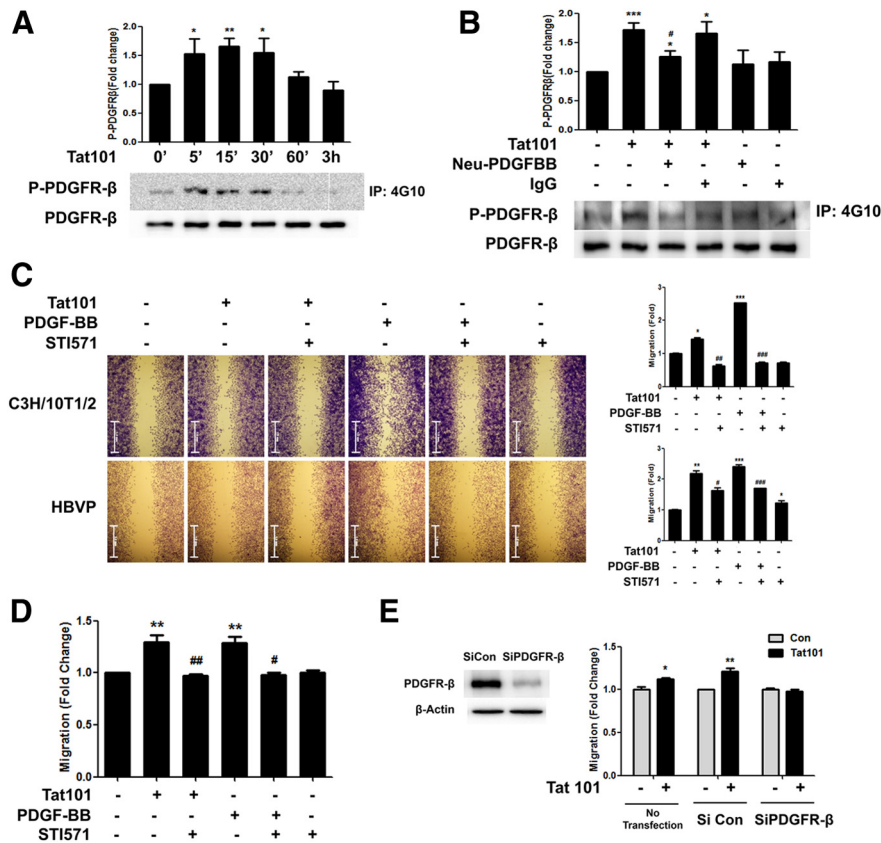 A
P-PDGFRβ(Fold change)
2.0
1.5
1.0
0.5
0.0
* ** *
Tat101 0’ 5’ 15’ 30’ 60’ 3h
P-PDGFR-β IP: 4G10
PDGFR-β
B
P-PDGFRβ(Fold change)
2.0
1.5
1.0
0.5
0.0
*** # * *
Tat101 - + + + - -
Neu-PDGFBB - - + - + -
IgG - - - + - +
P-PDGFR-β IP: 4G10
PDGFR-β
C
Tat101 - + + - - -
PDGF-BB - - - + + -
STI571 - - + - + +
C3H/10T1/2
HBVP
Migration (Fold)
3
2
1
0
* ## *** ###
Tat101 - + + - - -
PDGF-BB - - - + + -
STI571 - - + - + +
Migration (Fold)
3
2
1
0
** # *** ### *
Tat101 - + + - - -
PDGF-BB - - - + + -
STI571 - - + - + +
D
Migration (Fold Change)
1.5
1.0
0.5
0.0
** ## ** #
Tat101 - + + - - -
PDGF-BB - - - + + -
STI571 - - + - + +
E
SiCon SiPDGFR-β
PDGFR-β
β-Actin
Migration (Fold Change)
1.5
1.0
0.5
0.0
Con
Tat101
* **
Tat 101 - + - + - +
No
Transfection
Si Con SiPDGFR-β